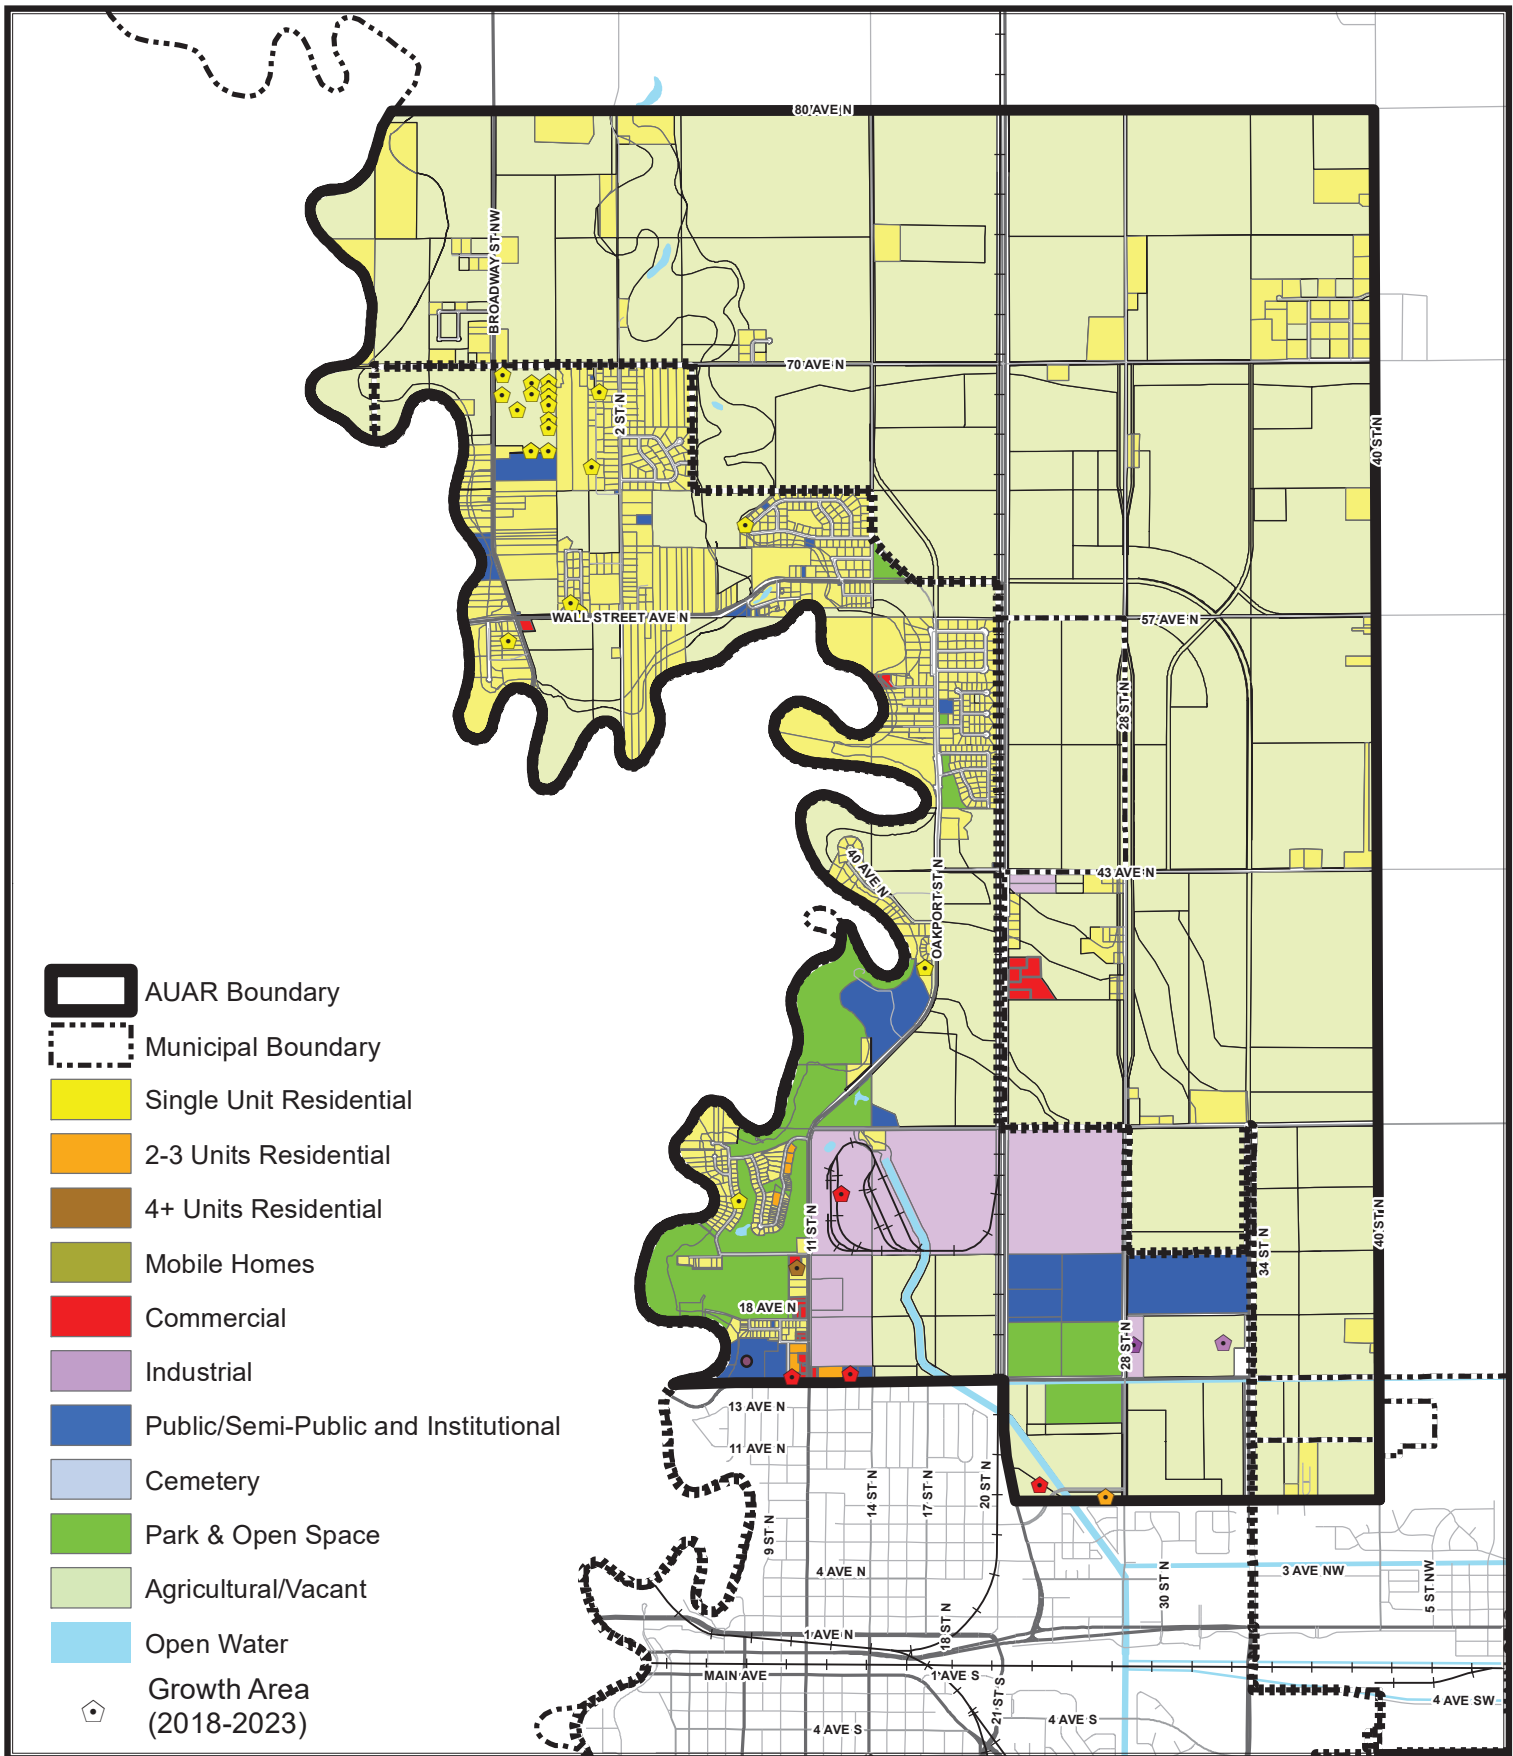 80 AVE N
BROADWAY ST NW
70 AVE N
2 ST N
40 ST N
WALL STREET AVE N
57 AVE N
28 ST N
40 AVE N
43 AVE N
OAKPORT ST N
AUAR Boundary
Municipal Boundary
Single Unit Residential
2-3 Units Residential
4+ Units Residential
Mobile Homes
Commercial
Industrial
Public/Semi-Public and Institutional
Cemetery
Park & Open Space
Agricultural/Vacant
Open Water
Growth Area
(2018-2023)
11 ST N
34 ST N
40 ST N
18 AVE N
28 ST N
13 AVE N
11 AVE N
14 ST N
17 ST N
20 ST N
9 ST N
4 AVE N
30 ST N
3 AVE NW
5 ST NW
1 AVE N
18 ST N
MAIN AVE
1 AVE S
21 ST S
4 AVE S
4 AVE S
4 AVE SW